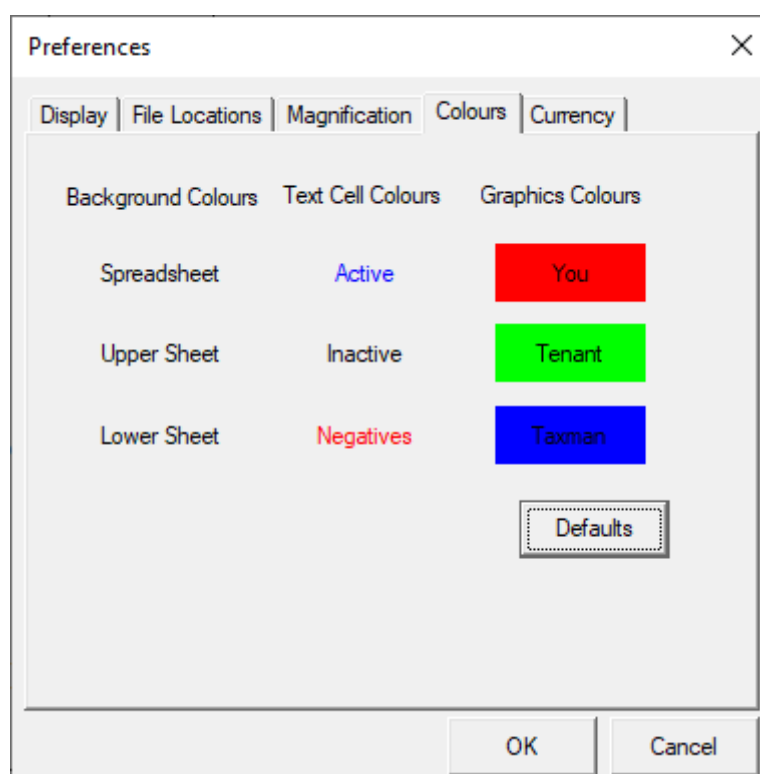 Preferences
Display File Locations Magnification Colours Currency
Background Colours Text Cell Colours Graphics Colours
Spreadsheet Active You
Upper Sheet Inactive Tenant
Lower Sheet Negatives Taxman
Defaults
OK Cancel